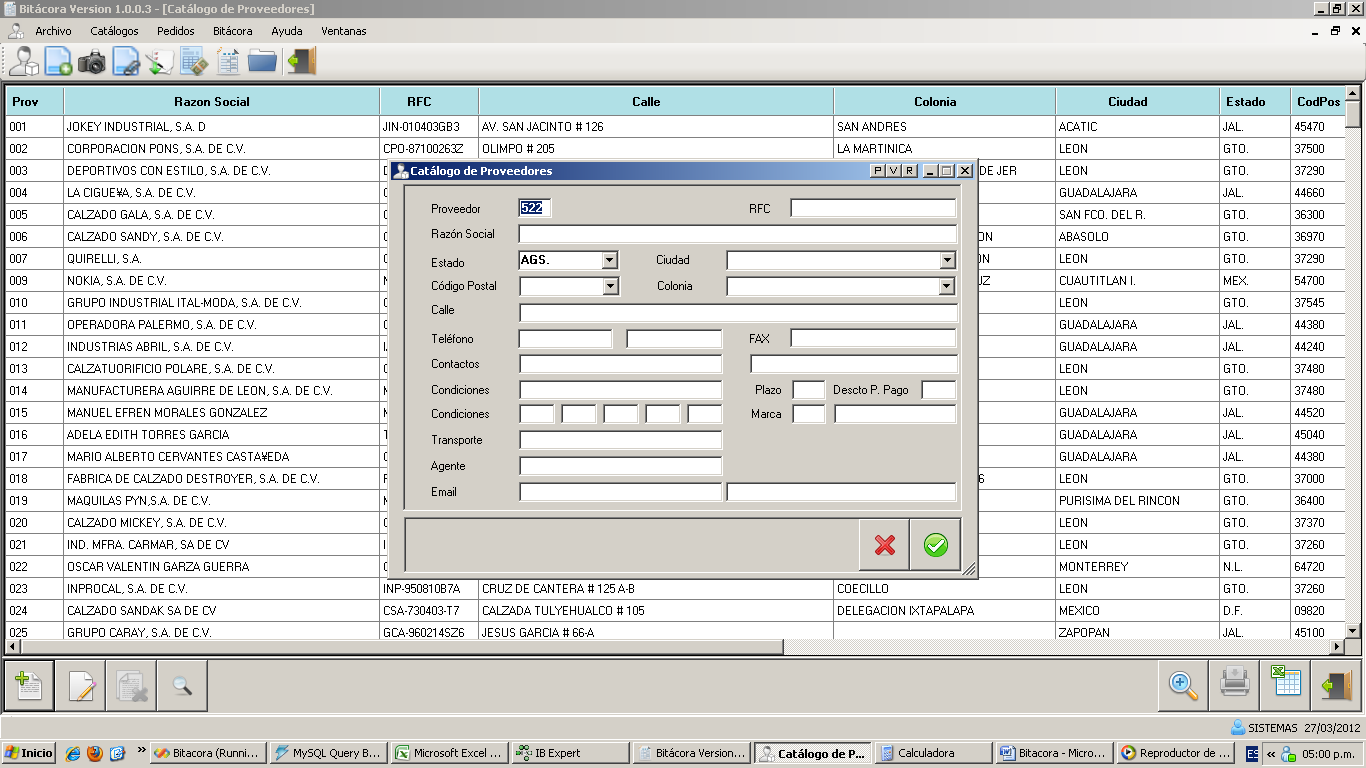 Bitácora Version 1.0.0.3 - [Catálogo de Proveedores]
Archivo Catálogos Pedidos Bitácora Ayuda Ventanas
Prov Razon Social RFC Calle Colonia Ciudad Estado CodPos
001 JOKEY INDUSTRIAL, S.A. D JIN-010403GB3 AV. SAN JACINTO # 126 SAN ANDRES ACATIC JAL. 45470
002 CORPORACION PONS, S.A. DE C.V. CPO-87100263Z OLIMPO # 205 LA MARTINICA LEON GTO. 37500
003 DEPORTIVOS CON ESTILO, S.A. DE C.V. DE JER LEON GTO. 37290
004 LA CIGUE¥A, S.A. DE C.V. GUADALAJARA JAL. 44660
005 CALZADO GALA, S.A. DE C.V. SAN FCO. DEL R. GTO. 36300
006 CALZADO SANDY, S.A. DE C.V. ON ABASOLO GTO. 36970
007 QUIRELLI, S.A. ON LEON GTO. 37290
009 NOKIA, S.A. DE C.V. UZ CUAUTITLAN I. MEX. 54700
010 GRUPO INDUSTRIAL ITAL-MODA, S.A. DE C.V. LEON GTO. 37545
011 OPERADORA PALERMO, S.A. DE C.V. GUADALAJARA JAL. 44380
012 INDUSTRIAS ABRIL, S.A. DE C.V. GUADALAJARA JAL. 44240
013 CALZATUORIFICIO POLARE, S.A. DE C.V. LEON GTO. 37480
014 MANUFACTURERA AGUIRRE DE LEON, S.A. DE C.V. LEON GTO. 37480
015 MANUEL EFREN MORALES GONZALEZ GUADALAJARA JAL. 44520
016 ADELA EDITH TORRES GARCIA GUADALAJARA JAL. 45040
017 MARIO ALBERTO CERVANTES CASTA¥EDA GUADALAJARA JAL. 44380
018 FABRICA DE CALZADO DESTROYER, S.A. DE C.V. 6 LEON GTO. 37000
019 MAQUILAS PYN,S.A. DE C.V. PURISIMA DEL RINCON GTO. 36400
020 CALZADO MICKEY, S.A. DE C.V. LEON GTO. 37370
021 IND. MFRA. CARMAR, SA DE CV LEON GTO. 37260
022 OSCAR VALENTIN GARZA GUERRA MONTERREY N.L. 64720
023 INPROCAL, S.A. DE C.V. INP-950810B7A CRUZ DE CANTERA # 125 A-B COECILLO LEON GTO. 37260
024 CALZADO SANDAK SA DE CV CSA-730403-T7 CALZADA TULYEHUALCO # 105 DELEGACION IXTAPALAPA MEXICO D.F. 09820
025 GRUPO CARAY, S.A. DE C.V. GCA-960214SZ6 JESUS GARCIA # 66-A ZAPOPAN JAL. 45100
Catálogo de Proveedores P V R
Proveedor 522 RFC
Razón Social
Estado AGS. Ciudad
Código Postal Colonia
Calle
Teléfono FAX
Contactos
Condiciones Plazo Descto P. Pago
Condiciones Marca
Transporte
Agente
Email
SISTEMAS 27/03/2012
Inicio » Bitacora (Runni... MySQL Query B... Microsoft Excel ... IB Expert Bitácora Version... Catálogo de P... Calculadora Bitacora - Micro... Reproductor de ... ES « 05:00 p.m.